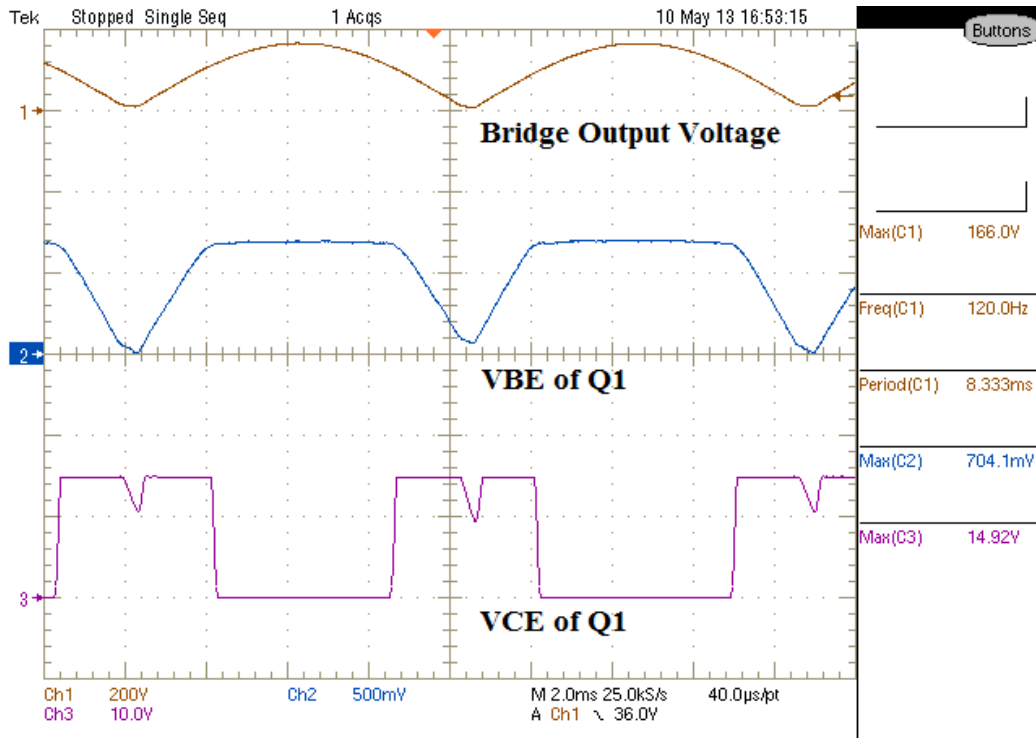 Tek Stopped Single Seq 1 Acqs 10 May 13 16:53:15
Buttons
1
Bridge Output Voltage
Max(C1) 166.0V
Freq(C1) 120.0Hz
2
VBE of Q1
Period(C1) 8.333ms
Max(C2) 704.1mV
Max(C3) 14.92V
3
VCE of Q1
Ch1 200V Ch2 500mV M 2.0ms 25.0kS/s 40.0µs/pt
Ch3 10.0V A Ch1 36.0V